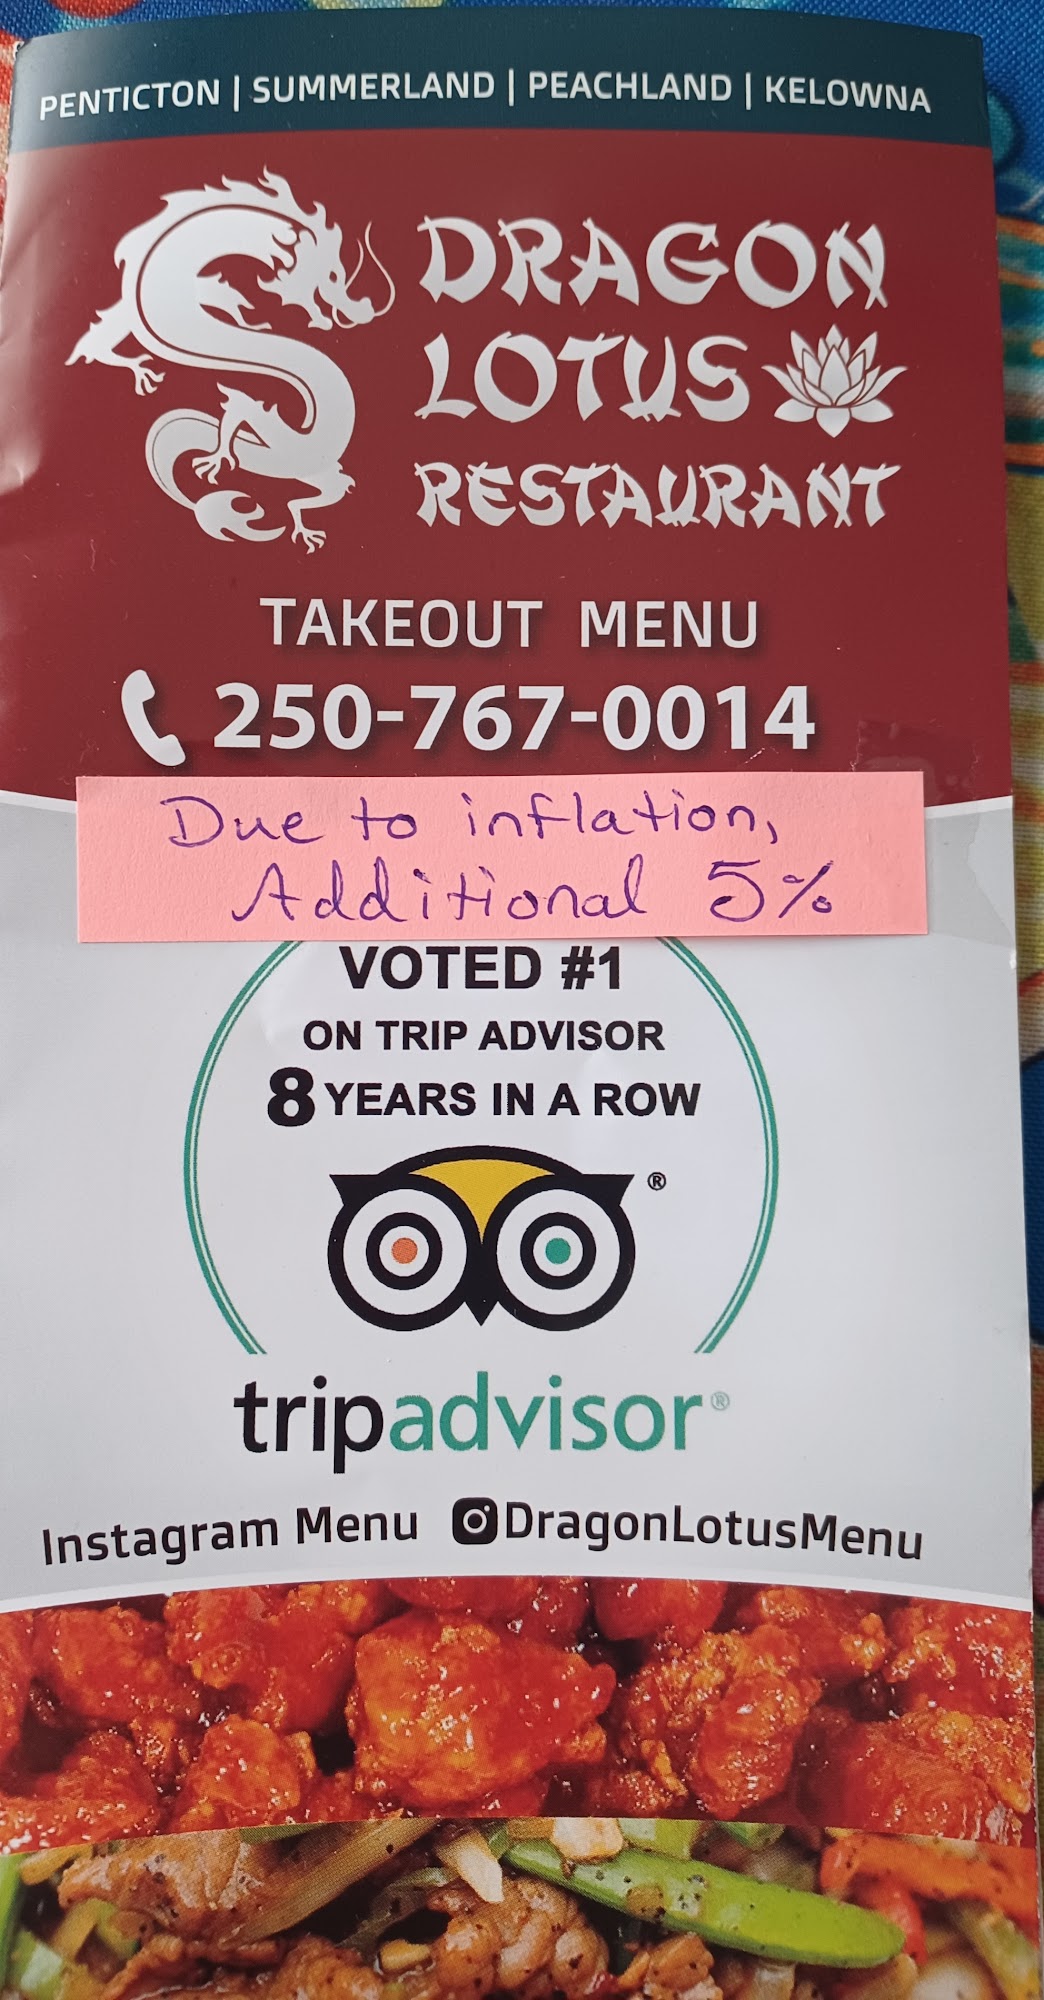 PENTICTON | SUMMERLAND | PEACHLAND | KELOWNA
DRAGON
LOTUS
RESTAURANT
TAKEOUT MENU
250-767-0014
Due to inflation,
Additional 5%
VOTED #1
ON TRIP ADVISOR
8 YEARS IN A ROW
®
tripadvisor®
Instagram Menu DragonLotusMenu